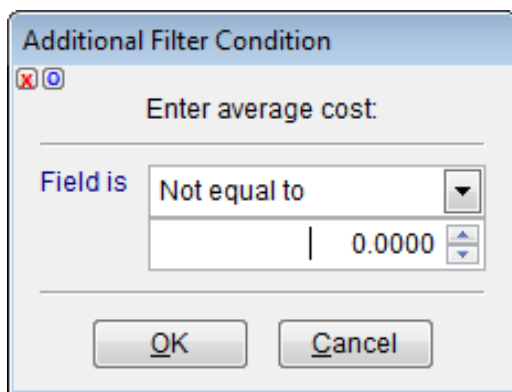 Additional Filter Condition
X O
Enter average cost:
Field is Not equal to
0.0000
OK Cancel